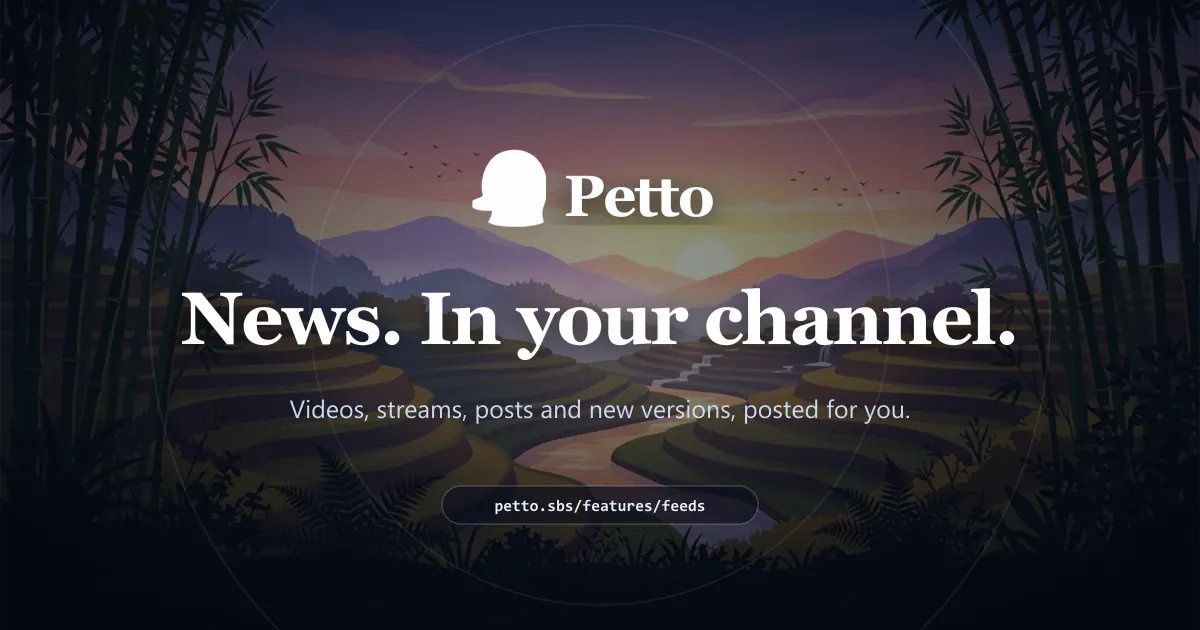 Petto
News. In your channel.
Videos, streams, posts and new versions, posted for you.
petto.sbs/features/feeds